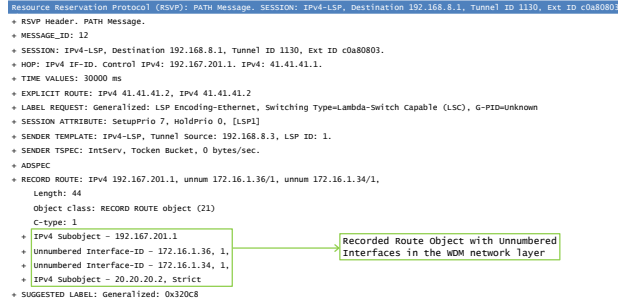 Resource Reservation Protocol (RSVP): PATH Message. SESSION: IPv4-LSP, Destination 192.168.8.1, Tunnel ID 1130, Ext ID c0a80803
+ RSVP Header. PATH Message.
+ MESSAGE_ID: 12
+ SESSION: IPv4-LSP, Destination 192.168.8.1, Tunnel ID 1130, Ext ID c0a80803.
+ HOP: IPv4 IF-ID. Control IPv4: 192.167.201.1. IPv4: 41.41.41.1.
+ TIME VALUES: 30000 ms
+ EXPLICIT ROUTE: IPv4 41.41.41.2, IPv4 41.41.41.2
+ LABEL REQUEST: Generalized: LSP Encoding-Ethernet, Switching Type=Lambda-Switch Capable (LSC), G-PID=Unknown
+ SESSION ATTRIBUTE: SetupPrio 7, HoldPrio 0, [LSP1]
+ SENDER TEMPLATE: IPv4-LSP, Tunnel Source: 192.168.8.3, LSP ID: 1.
+ SENDER TSPEC: IntServ, Tocken Bucket, 0 bytes/sec.
+ ADSPEC
+ RECORD ROUTE: IPv4 192.167.201.1, unnum 172.16.1.36/1, unnum 172.16.1.34/1,
Length: 44
Object class: RECORD ROUTE object (21)
C-type: 1
+ IPv4 Subobject - 192.167.201.1
+ Unnumbered Interface-ID - 172.16.1.36, 1,
+ Unnumbered Interface-ID - 172.16.1.34, 1,
+ IPv4 Subobject - 20.20.20.2, Strict
Recorded Route Object with Unnumbered
Interfaces in the WDM network layer
+ SUGGESTED LABEL: Generalized: 0x320C8